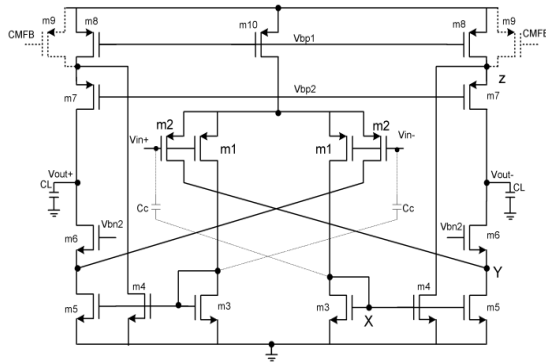 m9
m8
m10
m8
m9
CMFB
Vbp1
CMFB
Z
m7
Vbp2
m7
m2
m2
Vin+
Vin-
m1
m1
Vout+
Vout-
CL
CL
Cc
Cc
Vbn2
Vbn2
m6
m6
Y
m4
m4
m5
m3
m3
X
m5